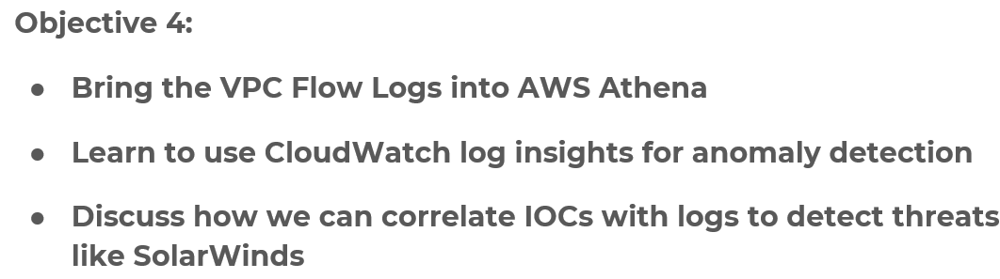 Objective 4:
● Bring the VPC Flow Logs into AWS Athena
● Learn to use CloudWatch log insights for anomaly detection
● Discuss how we can correlate IOCs with logs to detect threats
like SolarWinds